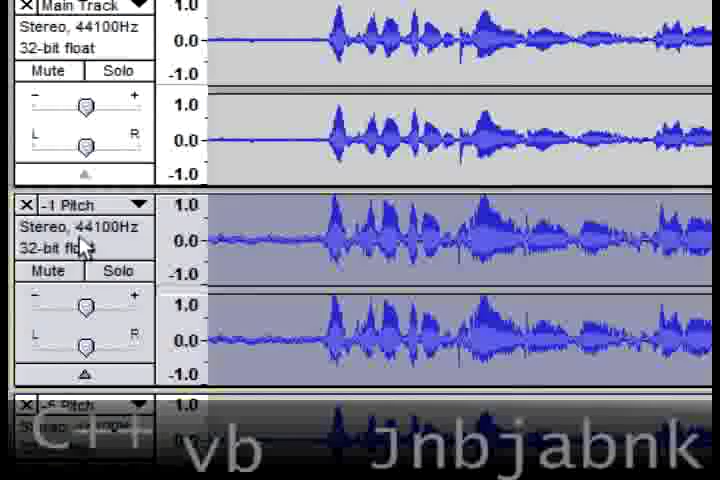 Main Track 1.0
Stereo, 44100Hz
32-bit float 0.0
Mute Solo -1.0
- + 1.0
L R 0.0
-1.0
-1 Pitch 1.0
Stereo, 44100Hz
32-bit 0.0
Mute Solo -1.0
- + 1.0
L R 0.0
-1.0
Pitch 1.0
C++ vb Jnbjabnk